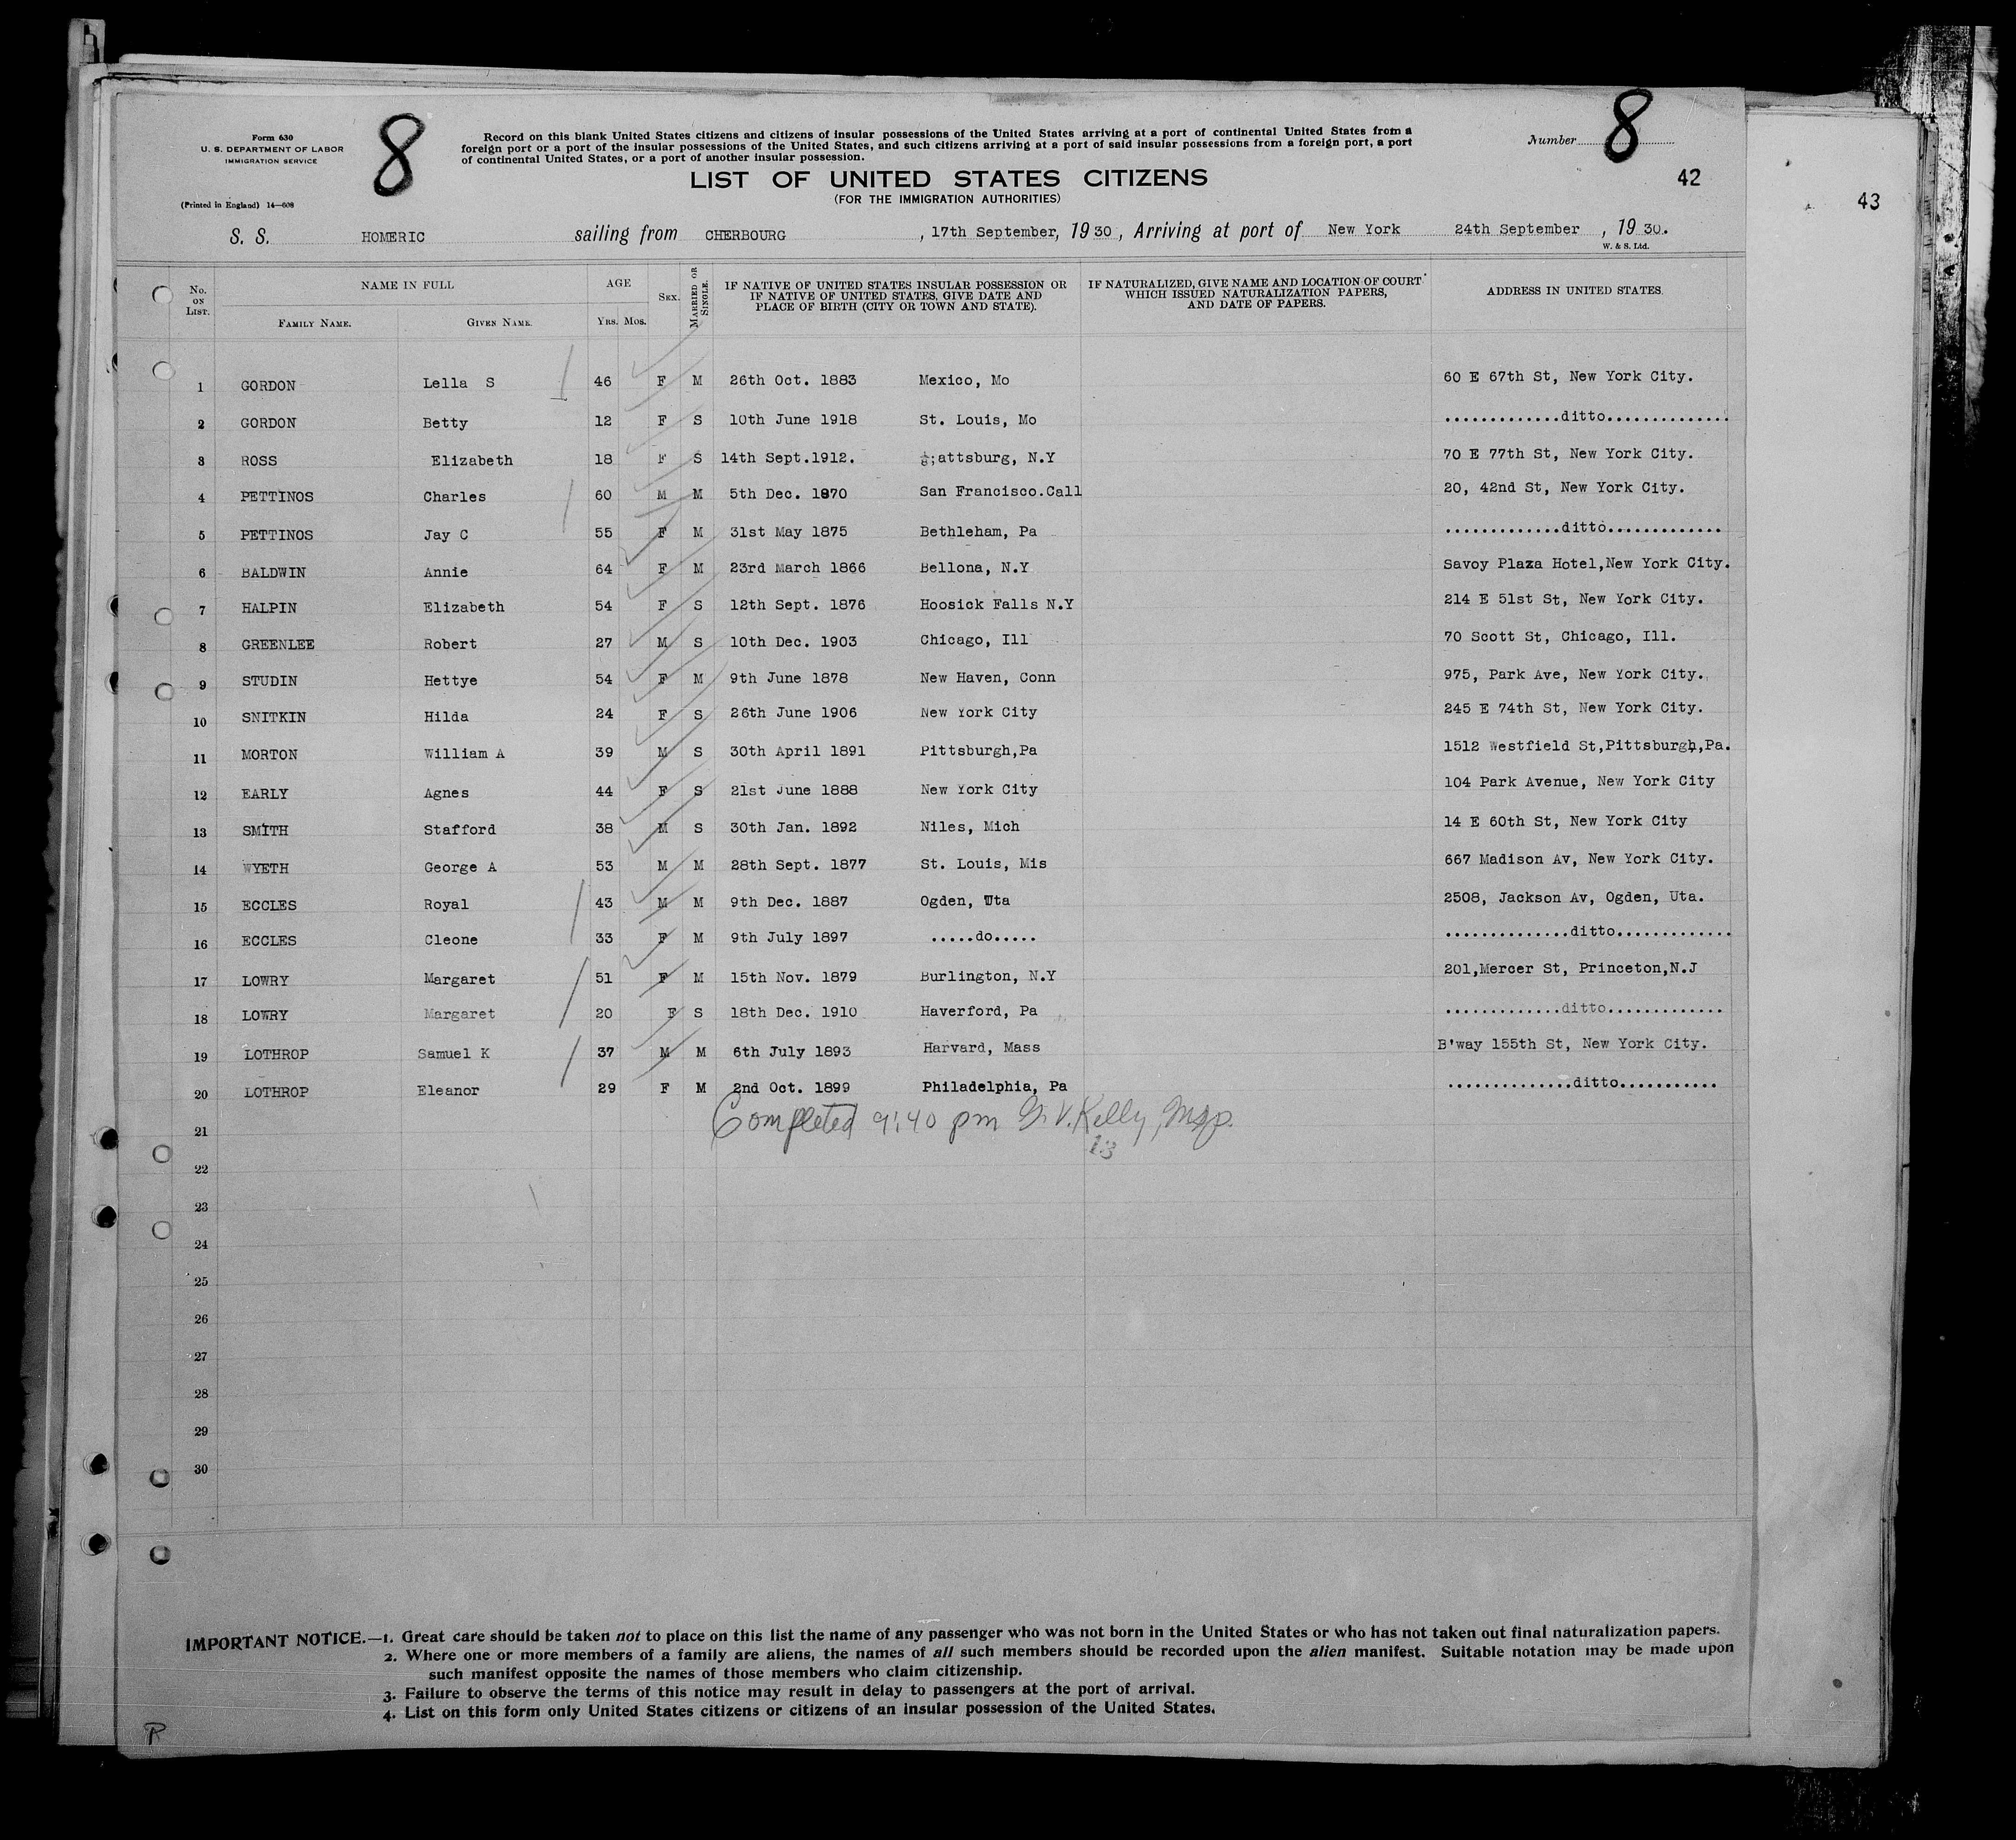 Form 630
U. S. DEPARTMENT OF LABOR
IMMIGRATION SERVICE
(Printed in England) 14—608
8
Record on this blank United States citizens and citizens of insular possessions of the United States arriving at a port of continental United States from a
foreign port or a port of the insular possessions of the United States, and such citizens arriving at a port of said insular possessions from a foreign port, a port
of continental United States, or a port of another insular possession.
Number 8
LIST OF UNITED STATES CITIZENS
(FOR THE IMMIGRATION AUTHORITIES)
42
43
S. S. HOMERIC sailing from CHERBOURG, 17th September, 1930, Arriving at port of New York 24th September, 1930.
W. & S. Ltd.
No. ON LIST. NAME IN FULL AGE SEX. MARRIED OR SINGLE. IF NATIVE OF UNITED STATES INSULAR POSSESSION OR IF NATIVE OF UNITED STATES, GIVE DATE AND PLACE OF BIRTH (CITY OR TOWN AND STATE). IF NATURALIZED, GIVE NAME AND LOCATION OF COURT WHICH ISSUED NATURALIZATION PAPERS, AND DATE OF PAPERS. ADDRESS IN UNITED STATES.
FAMILY NAME. GIVEN NAME. YRS. MOS.
1 GORDON Lella S 46 F M 26th Oct. 1883 Mexico, Mo 60 E 67th St, New York City.
2 GORDON Betty 12 F S 10th June 1918 St. Louis, Mo .............ditto..............
3 ROSS Elizabeth 18 F S 14th Sept.1912. ;attsburg, N.Y 70 E 77th St, New York City.
4 PETTINOS Charles 60 M M 5th Dec. 1870 San Francisco.Call 20, 42nd St, New York City.
5 PETTINOS Jay C 55 F M 31st May 1875 Bethleham, Pa .............ditto.............
6 BALDWIN Annie 64 F M 23rd March 1866 Bellona, N.Y Savoy Plaza Hotel,New York City.
7 HALPIN Elizabeth 54 F S 12th Sept. 1876 Hoosick Falls N.Y 214 E 51st St, New York City.
8 GREENLEE Robert 27 M S 10th Dec. 1903 Chicago, Ill 70 Scott St, Chicago, Ill.
9 STUDIN Hettye 54 F M 9th June 1878 New Haven, Conn 975, Park Ave, New York City.
10 SNITKIN Hilda 24 F S 26th June 1906 New York City 245 E 74th St, New York City.
11 MORTON William A 39 M S 30th April 1891 Pittsburgh,Pa 1512 Westfield St,Pittsburgh,Pa.
12 EARLY Agnes 44 F S 21st June 1888 New York City 104 Park Avenue, New York City
13 SMITH Stafford 38 M S 30th Jan. 1892 Niles, Mich 14 E 60th St, New York City
14 WYETH George A 53 M M 28th Sept. 1877 St. Louis, Mis 667 Madison Av, New York City.
15 ECCLES Royal 43 M M 9th Dec. 1887 Ogden, Uta 2508, Jackson Av, Ogden, Uta.
16 ECCLES Cleone 33 F M 9th July 1897 .....do..... ..............ditto.............
17 LOWRY Margaret 51 F M 15th Nov. 1879 Burlington, N.Y 201,Mercer St, Princeton,N.J
18 LOWRY Margaret 20 F S 18th Dec. 1910 Haverford, Pa .............ditto.............
19 LOTHROP Samuel K 37 M M 6th July 1893 Harvard, Mass B'way 155th St, New York City.
20 LOTHROP Eleanor 29 F M 2nd Oct. 1899 Philadelphia, Pa ..............ditto...........
21 Completed 9:40 pm G. V. Kelly, Insp.
13
22
23
24
25
26
27
28
29
30
IMPORTANT NOTICE.—1. Great care should be taken not to place on this list the name of any passenger who was not born in the United States or who has not taken out final naturalization papers.
2. Where one or more members of a family are aliens, the names of all such members should be recorded upon the alien manifest. Suitable notation may be made upon
such manifest opposite the names of those members who claim citizenship.
3. Failure to observe the terms of this notice may result in delay to passengers at the port of arrival.
4. List on this form only United States citizens or citizens of an insular possession of the United States.
P